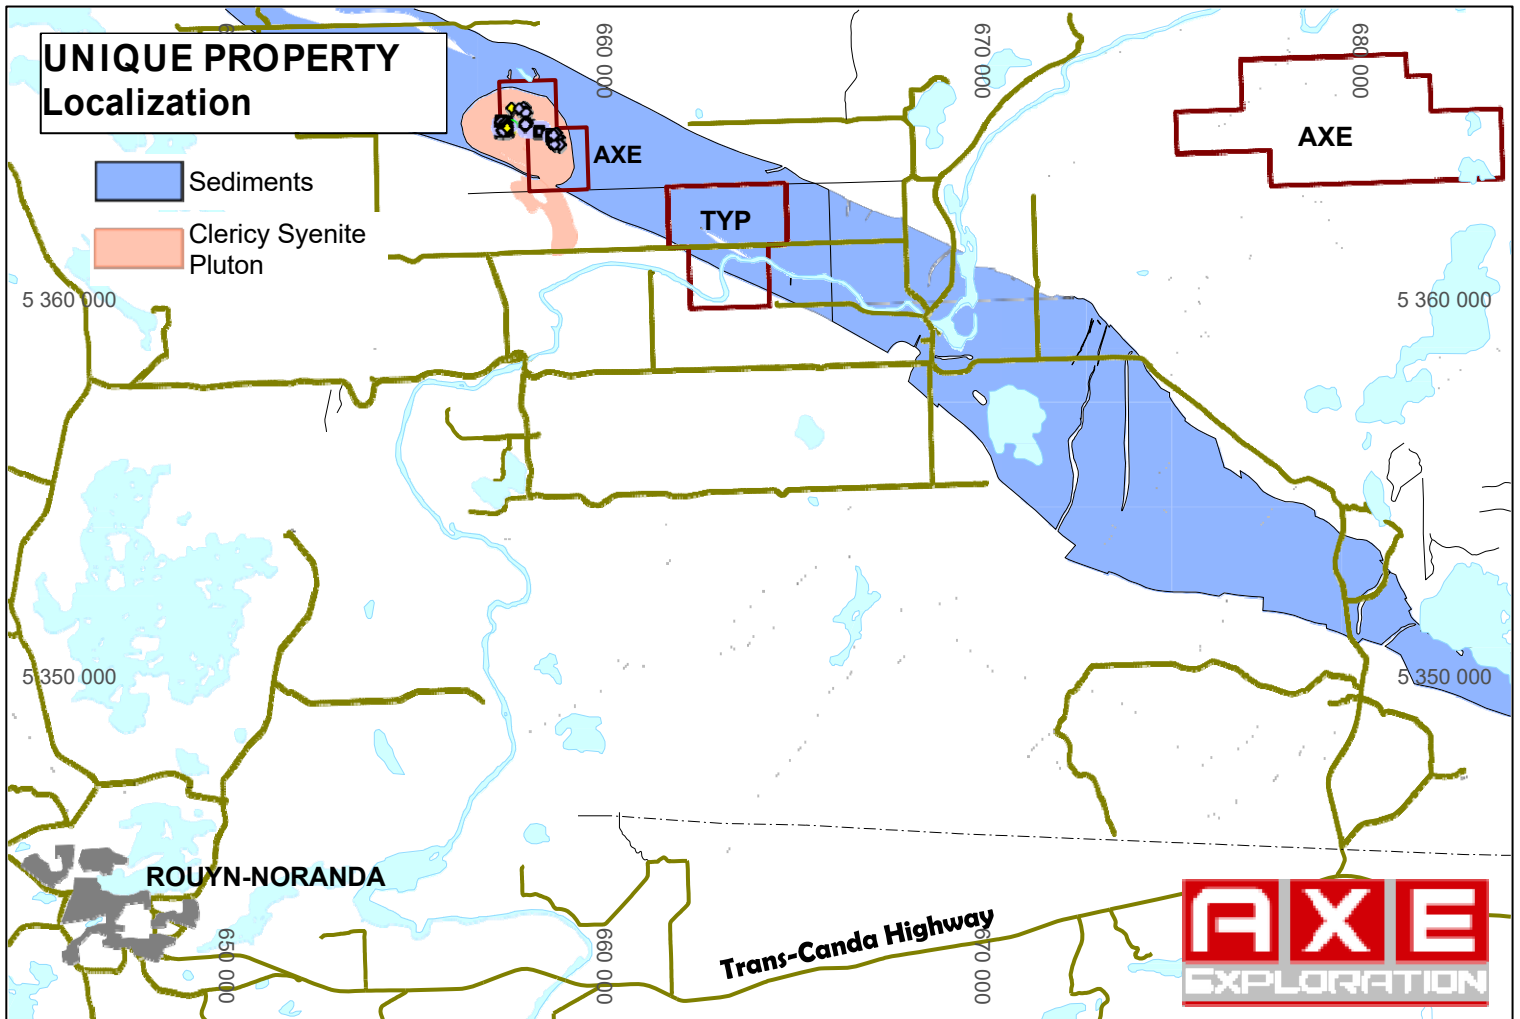 UNIQUE PROPERTY
Localization
Sediments
Clericy Syenite
Pluton
660 000
670 000
680 000
AXE
AXE
TYP
5 360 000
5 360 000
5 350 000
5 350 000
ROUYN-NORANDA
Trans-Canda Highway
650 000
660 000
670 000
AXE
EXPLORATION